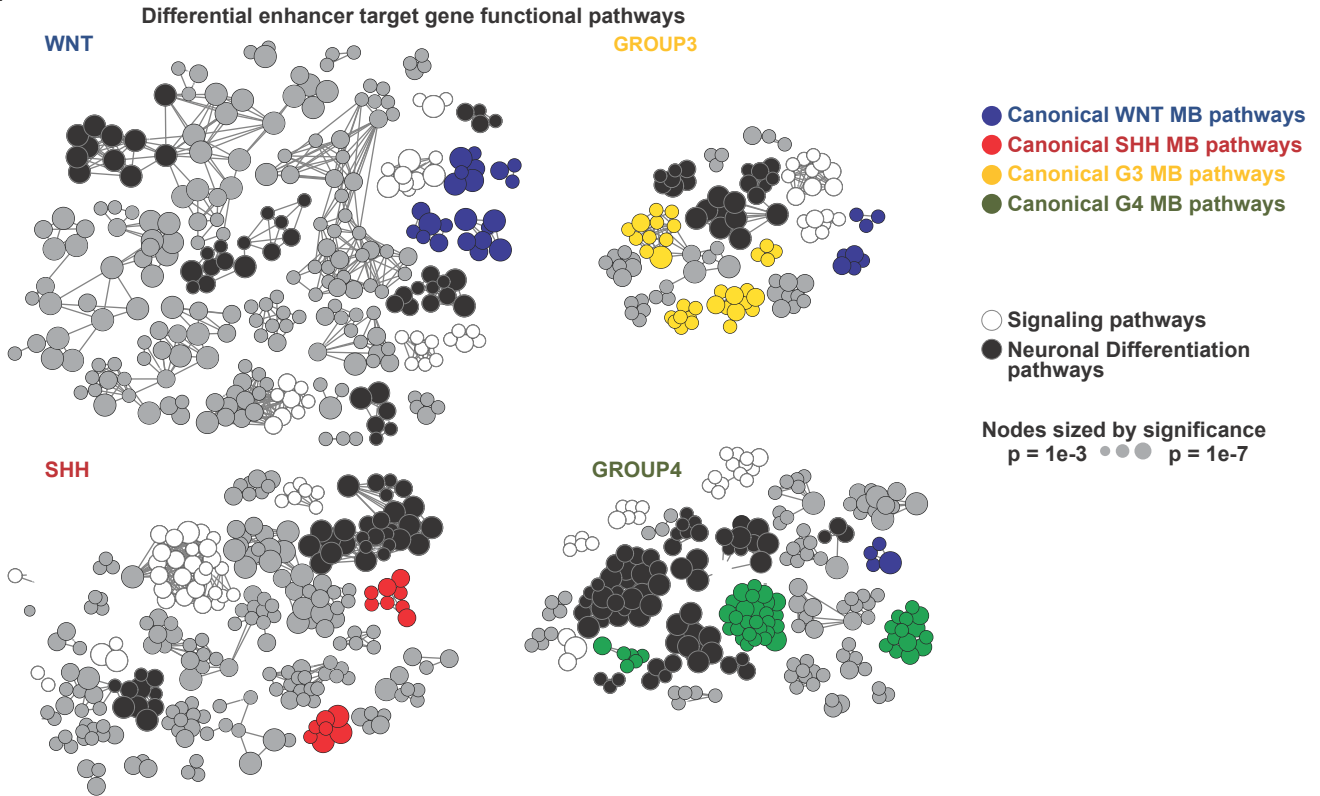 Differential enhancer target gene functional pathways
WNT
GROUP3
Canonical WNT MB pathways
Canonical SHH MB pathways
Canonical G3 MB pathways
Canonical G4 MB pathways
Signaling pathways
Neuronal Differentiation
pathways
Nodes sized by significance
p = 1e-3 p = 1e-7
SHH
GROUP4